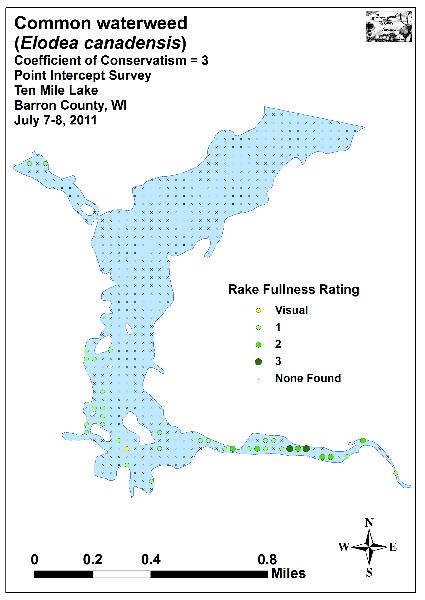 Common waterweed
(Elodea canadensis)
Coefficient of Conservatism = 3
Point Intercept Survey
Ten Mile Lake
Barron County, WI
July 7-8, 2011
Rake Fullness Rating
Visual
1
2
3
None Found
N
W E
S
0 0.2 0.4 0.8
Miles